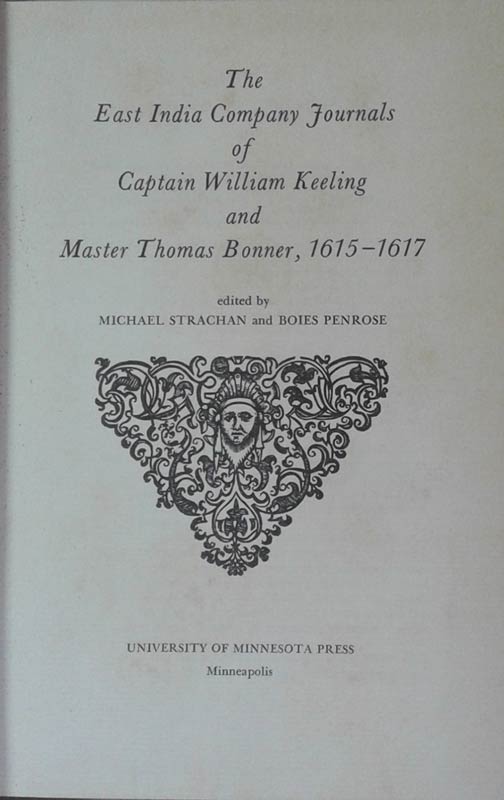 The
East India Company Journals
of
Captain William Keeling
and
Master Thomas Bonner, 1615–1617
edited by
MICHAEL STRACHAN and BOIES PENROSE
UNIVERSITY OF MINNESOTA PRESS
Minneapolis